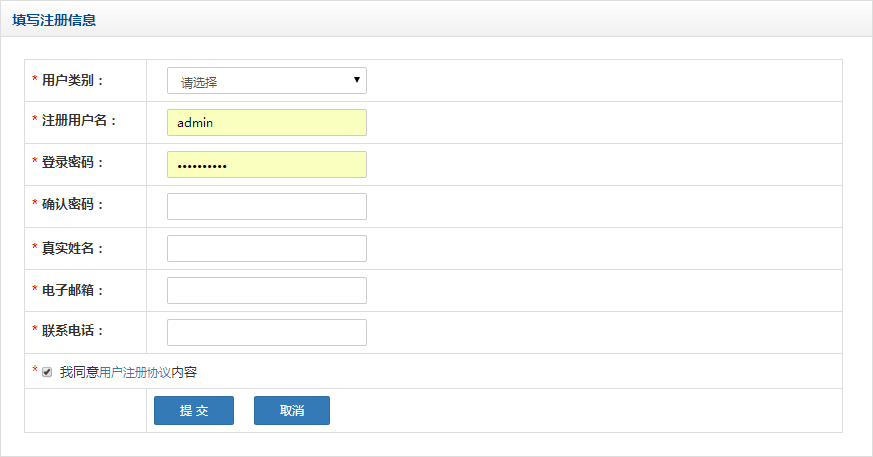 填写注册信息
* 用户类别： 请选择
* 注册用户名： admin
* 登录密码： ••••••••••
* 确认密码：
* 真实姓名：
* 电子邮箱：
* 联系电话：
* 我同意用户注册协议内容
提 交 取消